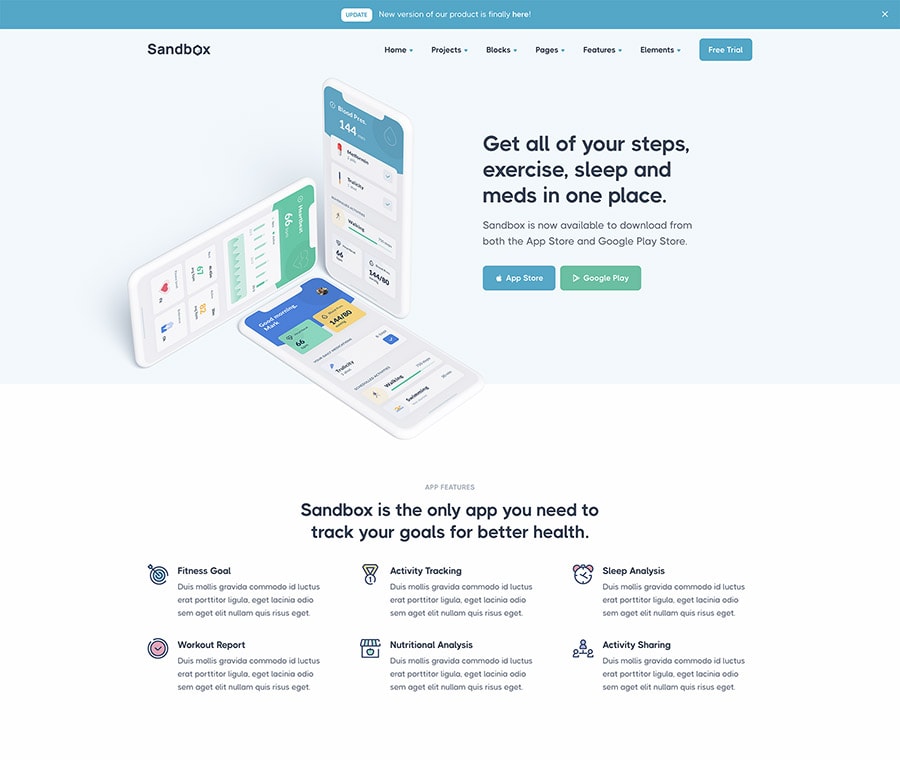 UPDATE New version of our product is finally here!
Sandbox
Home Projects Blocks Pages Features Elements Free Trial
Blood Pres.
144
Metformin
Trulicity
Walking
66
144/80
Heartbeat
66
67
82
Good morning,
Mark
66
144/80
Trulicity
Walking
Swimming
Get all of your steps,
exercise, sleep and
meds in one place.
Sandbox is now available to download from
both the App Store and Google Play Store.
App Store Google Play
APP FEATURES
Sandbox is the only app you need to
track your goals for better health.
Fitness Goal
Duis mollis gravida commodo id luctus
erat porttitor ligula, eget lacinia odio
sem aget elit nullam quis risus eget.
Activity Tracking
Duis mollis gravida commodo id luctus
erat porttitor ligula, eget lacinia odio
sem aget elit nullam quis risus eget.
Sleep Analysis
Duis mollis gravida commodo id luctus
erat porttitor ligula, eget lacinia odio
sem aget elit nullam quis risus eget.
Workout Report
Duis mollis gravida commodo id luctus
erat porttitor ligula, eget lacinia odio
sem aget elit nullam quis risus eget.
Nutritional Analysis
Duis mollis gravida commodo id luctus
erat porttitor ligula, eget lacinia odio
sem aget elit nullam quis risus eget.
Activity Sharing
Duis mollis gravida commodo id luctus
erat porttitor ligula, eget lacinia odio
sem aget elit nullam quis risus eget.